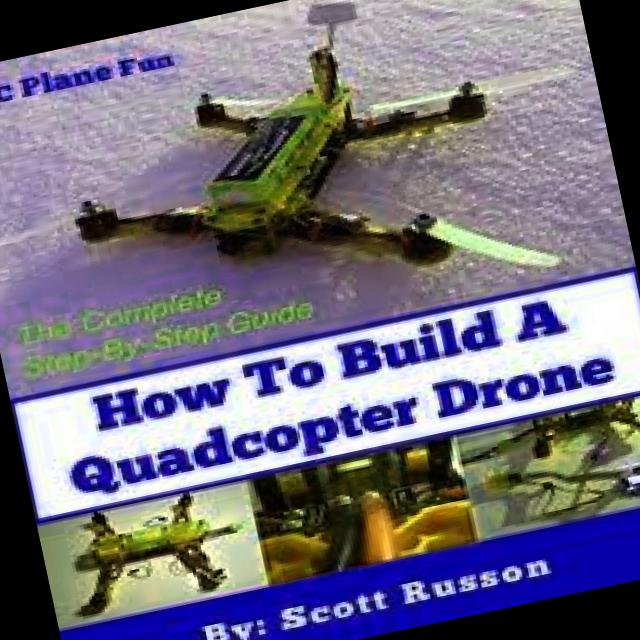 c Plane Fun
The Complete
Step-By-Step Guide
How To Build A
Quadcopter Drone
By: Scott Russon